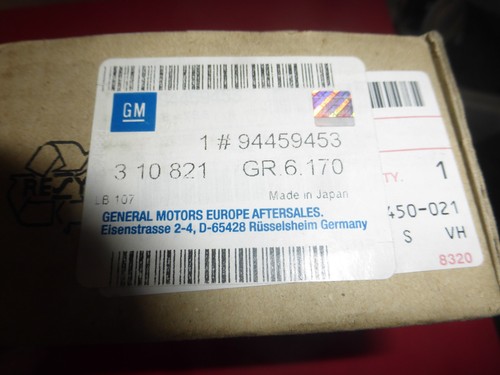 GM
1 # 94459453
3 10 821 GR.6.170
LB 107 Made in Japan
GENERAL MOTORS EUROPE AFTERSALES.
Eisenstrasse 2-4, D-65428 Rüsselsheim Germany
TY. 1
450-021
S VH
8320